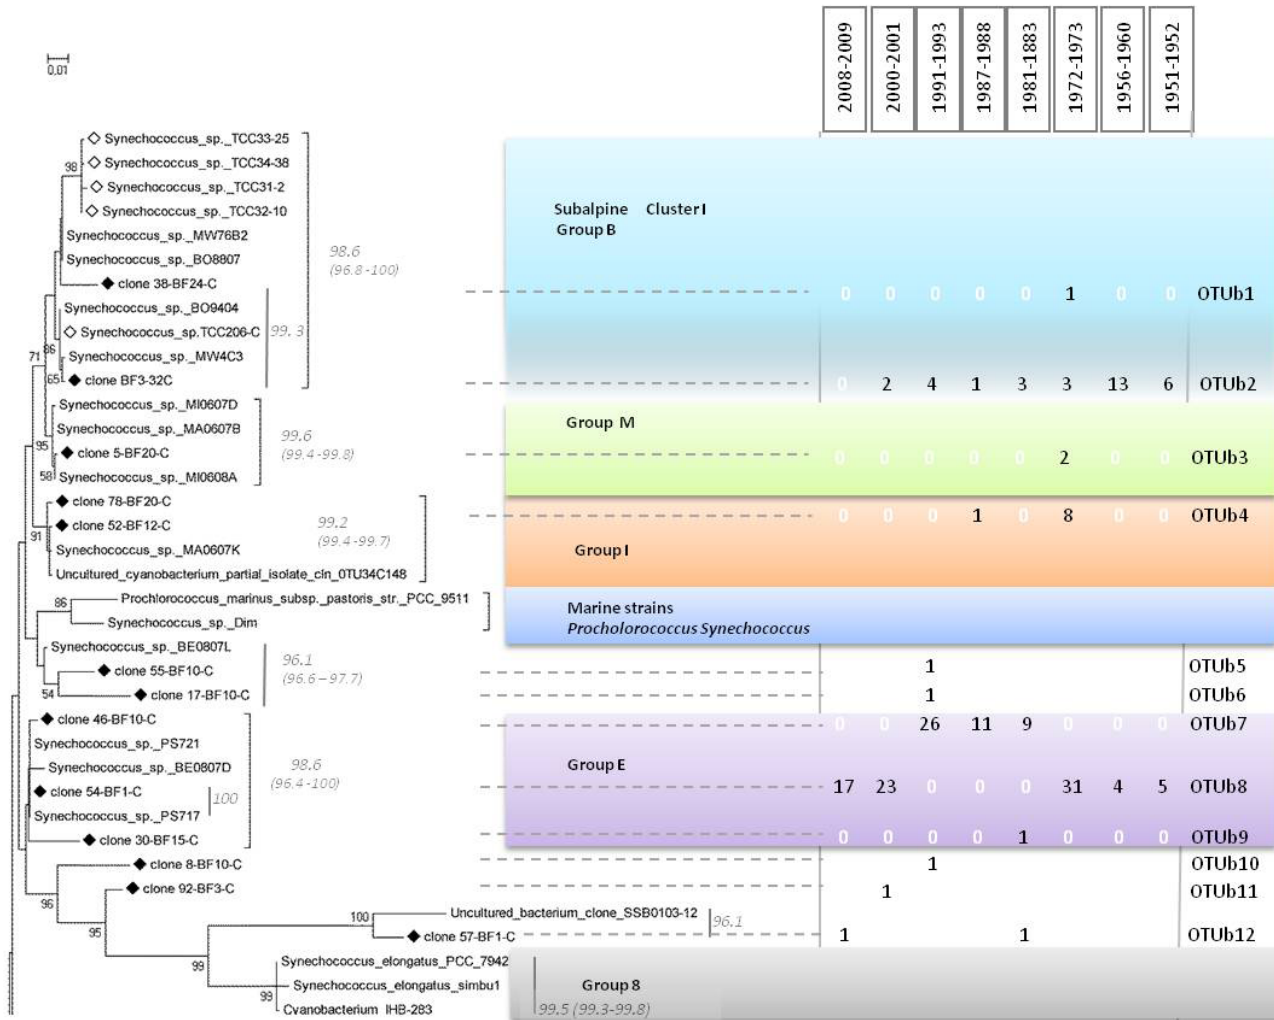 2008-2009
2000-2001
1991-1993
1987-1988
1981-1883
1972-1973
1956-1960
1951-1952
0,01
Synechococcus_sp._TCC33-25
98
Synechococcus_sp._TCC34-38
Synechococcus_sp._TCC31-2
Synechococcus_sp._TCC32-10
Subalpine Cluster I
Group B
Synechococcus_sp._MW76B2
98.6
(96.8 -100)
Synechococcus_sp._BO8807
clone 38-BF24-C
0 0 0 0 0 1 0 0 OTUb1
Synechococcus_sp._BO9404
Synechococcus_sp.TCC206-C
99.3
71
86
Synechococcus_sp._MW4C3
65
clone BF3-32C
0 2 4 1 3 3 13 6 OTUb2
Synechococcus_sp._MI0607D
Synechococcus_sp._MA0607B
99.6
(99.4 -99.8)
Group M
95
clone 5-BF20-C
0 0 0 0 0 2 0 0 OTUb3
58
Synechococcus_sp._MI0608A
clone 78-BF20-C
clone 52-BF12-C
99.2
(99.4 -99.7)
0 0 0 1 0 8 0 0 OTUb4
91
Synechococcus_sp._MA0607K
Group I
Uncultured_cyanobacterium_partial_isolate_cln_OTU34C148
86
Prochlorococcus_marinus_subsp._pastoris_str._PCC_9511
Synechococcus_sp._Dim
Marine strains
Procholorococcus Synechococcus
Synechococcus_sp._BE0807L
96.1
(96.6 – 97.7)
clone 55-BF10-C
1 OTUb5
54
clone 17-BF10-C
1 OTUb6
clone 46-BF10-C
0 0 26 11 9 0 0 0 OTUb7
Synechococcus_sp._PS721
98.6
(96.4 -100)
Synechococcus_sp._BE0807D
Group E
clone 54-BF1-C
100
17 23 0 0 0 31 4 5 OTUb8
Synechococcus_sp._PS717
clone 30-BF15-C
0 0 0 0 1 0 0 0 OTUb9
clone 8-BF10-C
1 OTUb10
96
clone 92-BF3-C
1 OTUb11
95
100
Uncultured_bacterium_clone_SSB0103-12
96.1
clone 57-BF1-C
1 1 OTUb12
99
Synechococcus_elongatus_PCC_7942
99
Synechococcus_elongatus_simbu1
Group 8
Cyanobacterium_IHB-283
99.5 (99.3-99.8)